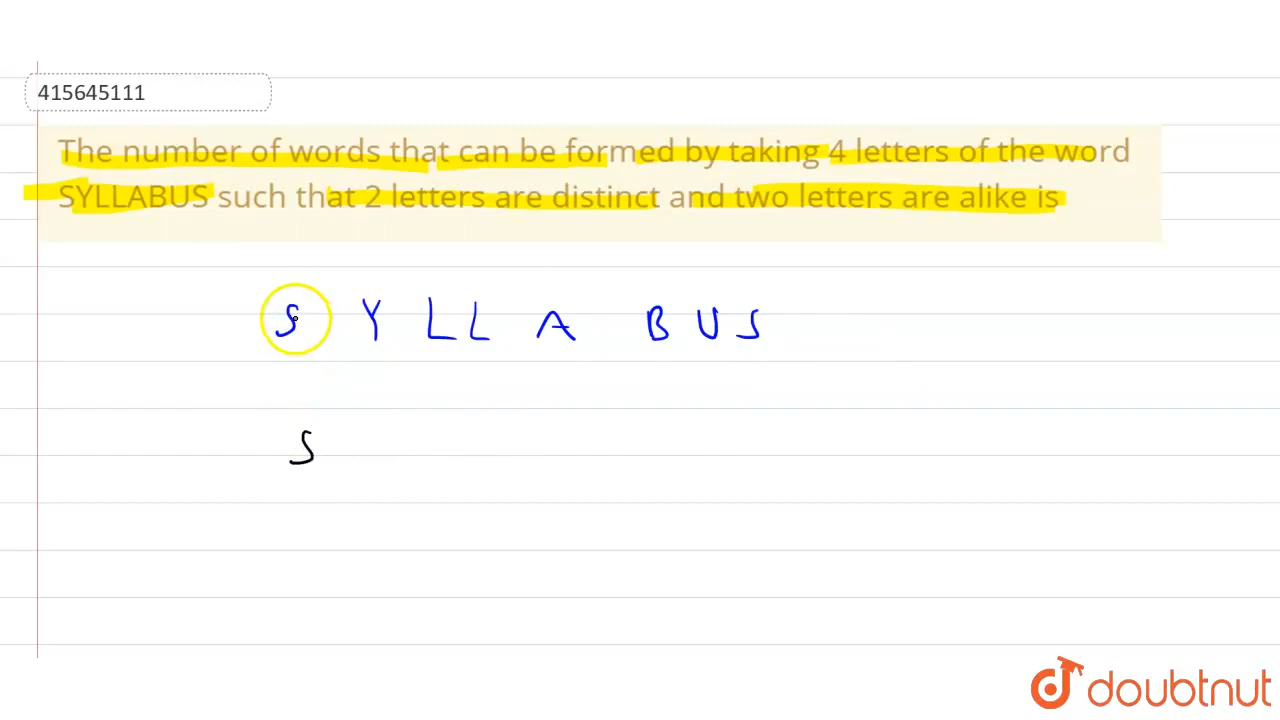 415645111
The number of words that can be formed by taking 4 letters of the word
SYLLABUS such that 2 letters are distinct and two letters are alike is
S Y L L A B U S
S
doubtnut